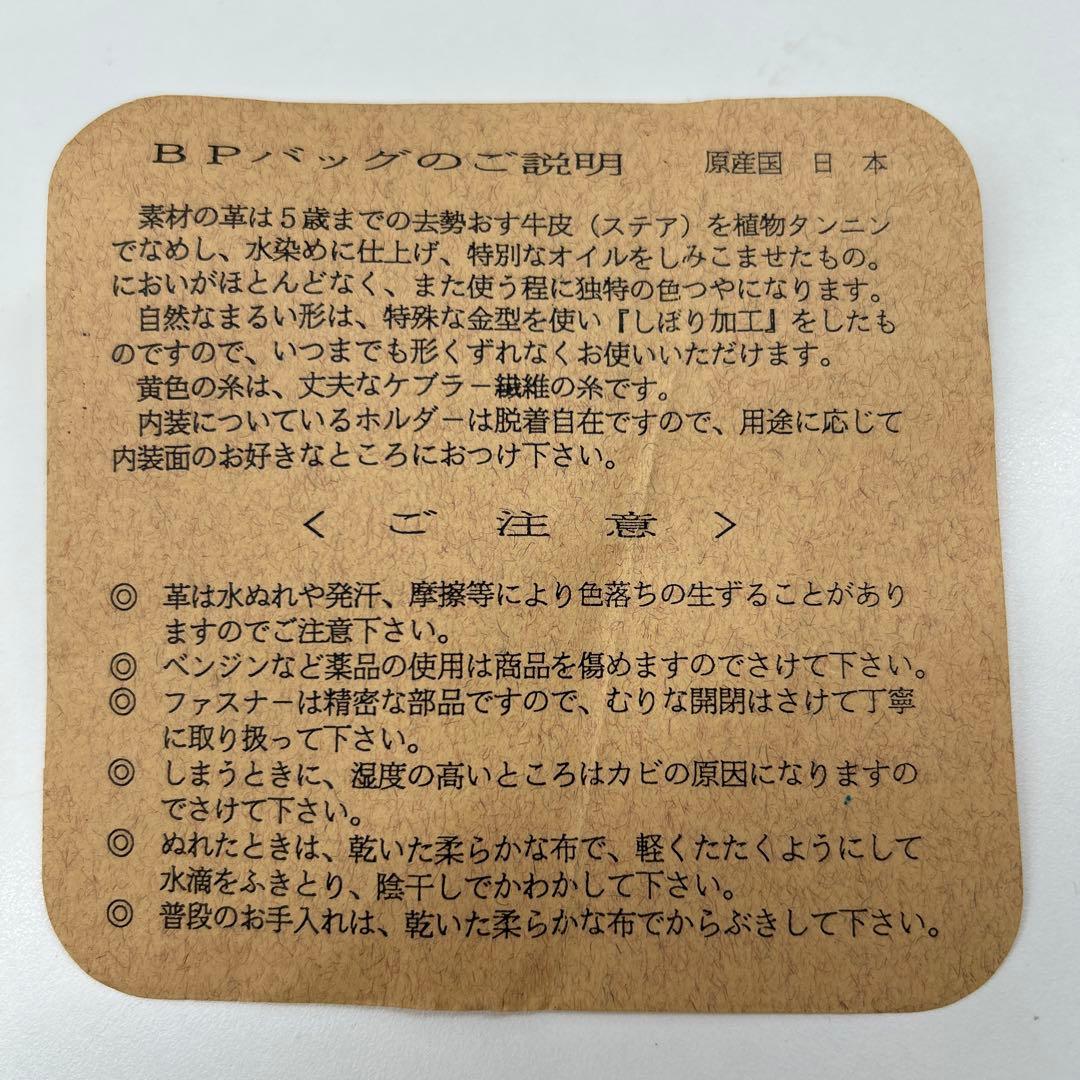 BPバッグのご説明 原産国 日本
素材の革は5歳までの去勢おす牛皮（ステア）を植物タンニン
でなめし、水染めに仕上げ、特別なオイルをしみこませたもの。
においがほとんどなく、また使う程に独特の色つやになります。
自然なまるい形は、特殊な金型を使い『しぼり加工』をしたも
のですので、いつまでも形くずれなくお使いいただけます。
黄色の糸は、丈夫なケブラー繊維の糸です。
内装についているホルダーは脱着自在ですので、用途に応じて
内装面のお好きなところにおつけ下さい。
＜ ご 注 意 ＞
◎ 革は水ぬれや発汗、摩擦等により色落ちの生ずることがあり
ますのでご注意下さい。
◎ ベンジンなど薬品の使用は商品を傷めますのでさけて下さい。
◎ ファスナーは精密な部品ですので、むりな開閉はさけて丁寧
に取り扱って下さい。
◎ しまうときに、湿度の高いところはカビの原因になりますの
でさけて下さい。
◎ ぬれたときは、乾いた柔らかな布で、軽くたたくようにして
水滴をふきとり、陰干しでかわかして下さい。
◎ 普段のお手入れは、乾いた柔らかな布でからぶきして下さい。